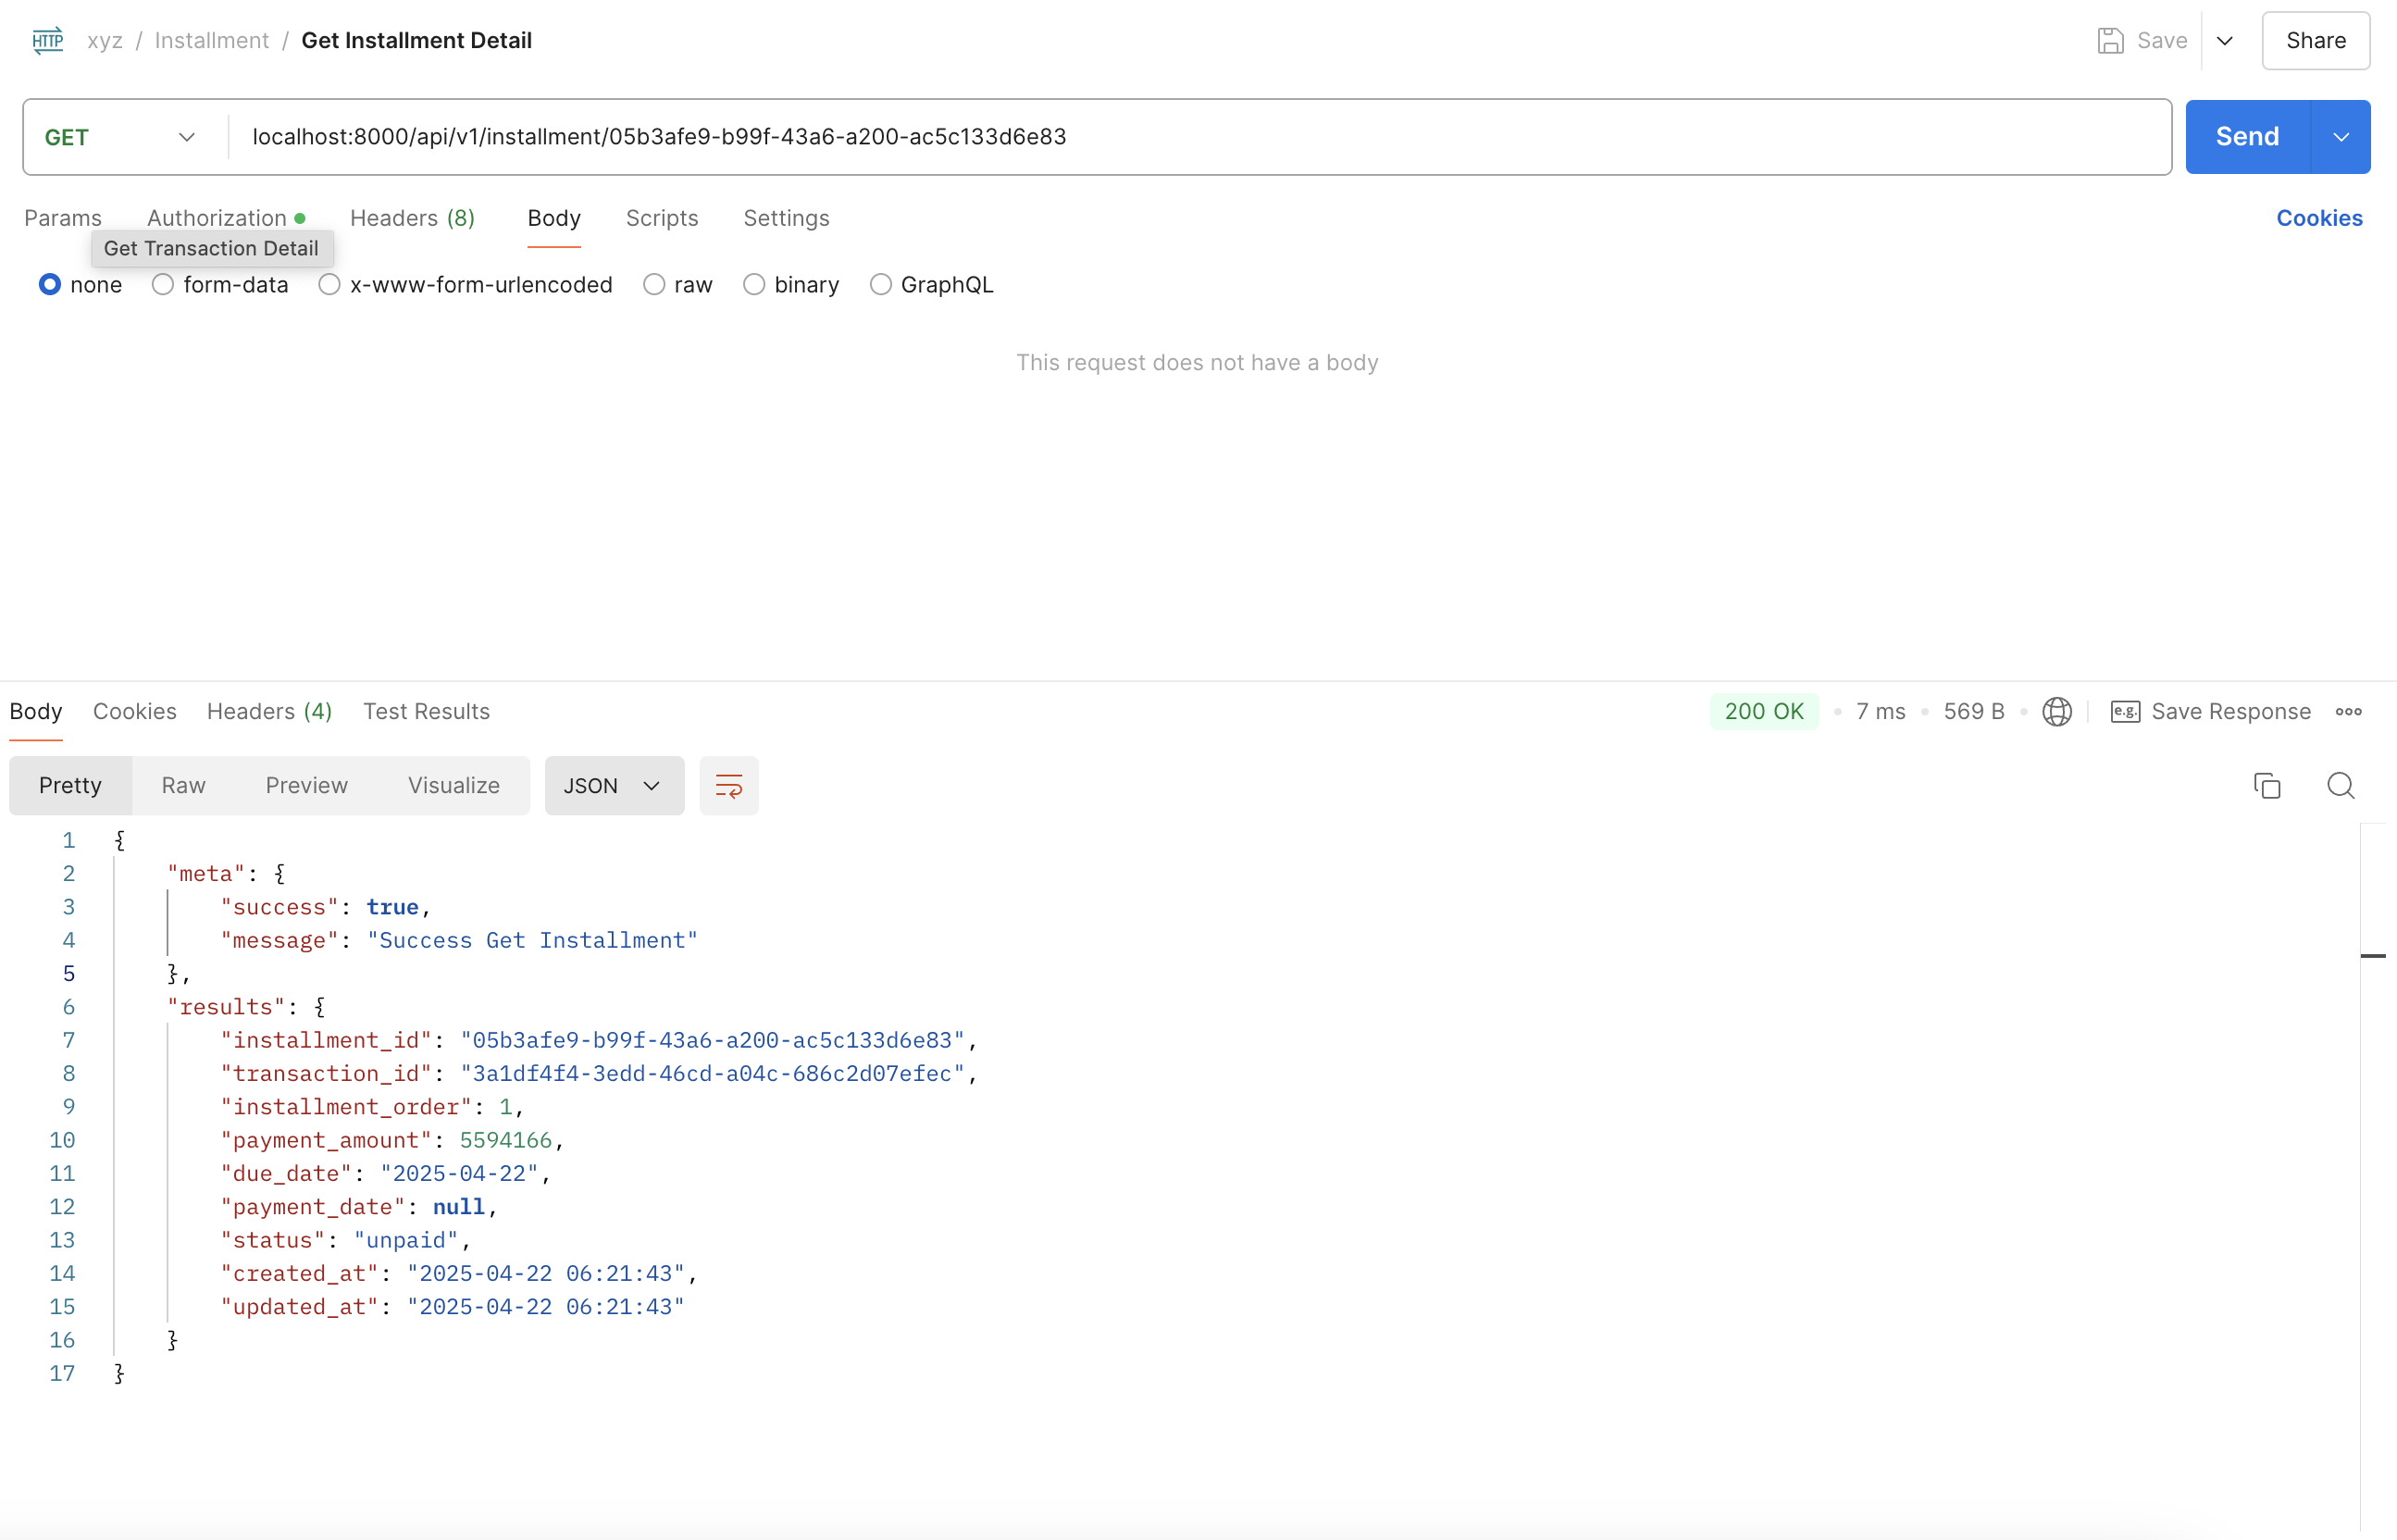 HTTP xyz / Installment / Get Installment Detail Save Share
GET localhost:8000/api/v1/installment/05b3afe9-b99f-43a6-a200-ac5c133d6e83 Send
Params Authorization Headers (8) Body Scripts Settings Cookies
Get Transaction Detail
none form-data x-www-form-urlencoded raw binary GraphQL
This request does not have a body
Body Cookies Headers (4) Test Results 200 OK • 7 ms • 569 B • e.g. Save Response
Pretty Raw Preview Visualize JSON
1 {
2 "meta": {
3 "success": true,
4 "message": "Success Get Installment"
5 },
6 "results": {
7 "installment_id": "05b3afe9-b99f-43a6-a200-ac5c133d6e83",
8 "transaction_id": "3a1df4f4-3edd-46cd-a04c-686c2d07efec",
9 "installment_order": 1,
10 "payment_amount": 5594166,
11 "due_date": "2025-04-22",
12 "payment_date": null,
13 "status": "unpaid",
14 "created_at": "2025-04-22 06:21:43",
15 "updated_at": "2025-04-22 06:21:43"
16 }
17 }